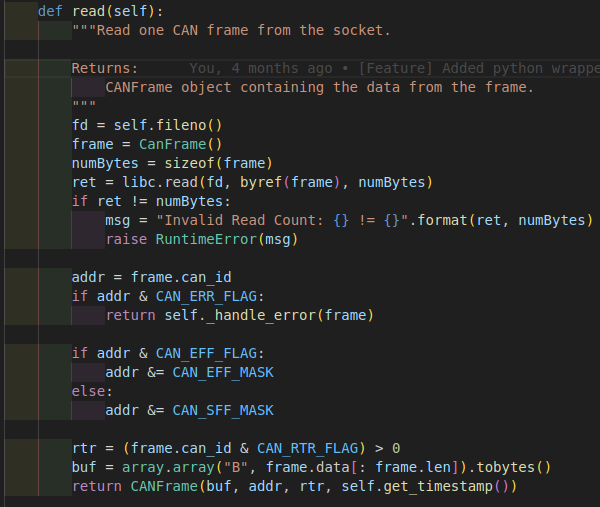 def read(self):
    """Read one CAN frame from the socket.

    Returns:      You, 4 months ago • [Feature] Added python wrappe
        CANFrame object containing the data from the frame.
    """
    fd = self.fileno()
    frame = CanFrame()
    numBytes = sizeof(frame)
    ret = libc.read(fd, byref(frame), numBytes)
    if ret != numBytes:
        msg = "Invalid Read Count: {} != {}".format(ret, numBytes)
        raise RuntimeError(msg)

    addr = frame.can_id
    if addr & CAN_ERR_FLAG:
        return self._handle_error(frame)

    if addr & CAN_EFF_FLAG:
        addr &= CAN_EFF_MASK
    else:
        addr &= CAN_SFF_MASK

    rtr = (frame.can_id & CAN_RTR_FLAG) > 0
    buf = array.array("B", frame.data[: frame.len]).tobytes()
    return CANFrame(buf, addr, rtr, self.get_timestamp())